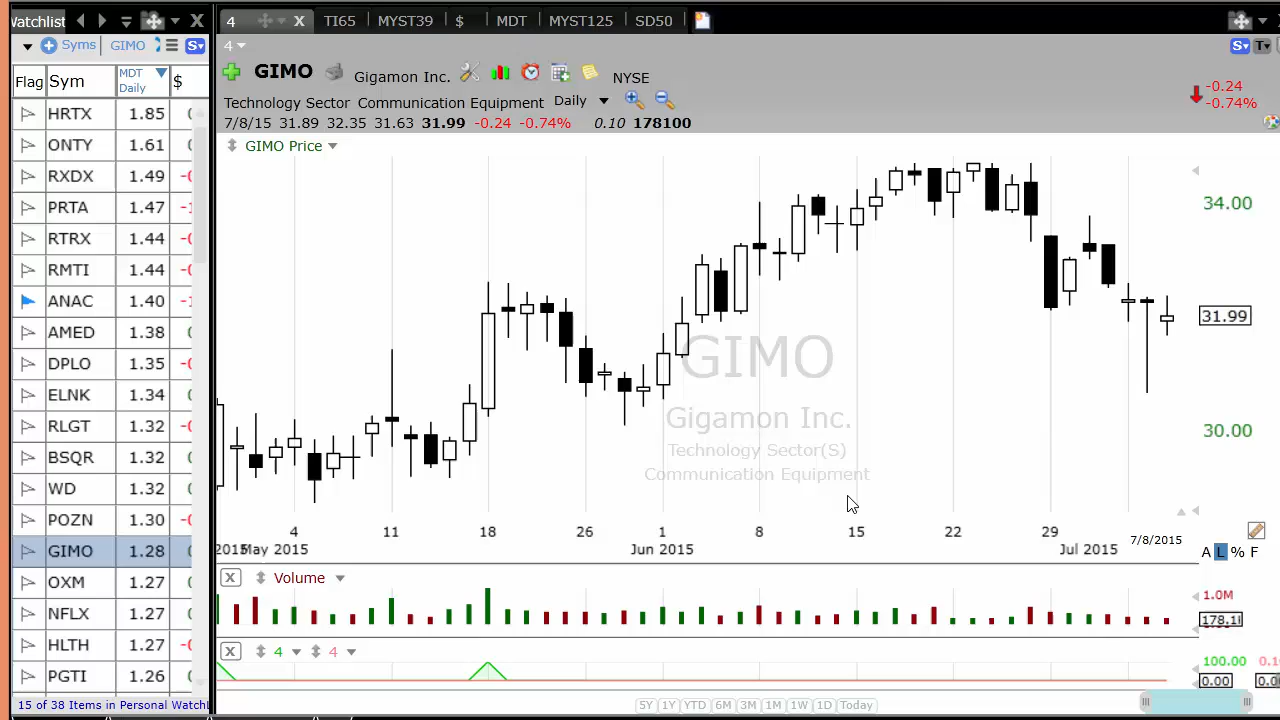 Watchlist
4 TI65 MYST39 $ MDT MYST125 SD50
Syms GIMO S
4 S T
Flag Sym MDT Daily $
HRTX 1.85
ONTY 1.61
RXDX 1.49
PRTA 1.47
RTRX 1.44
RMTI 1.44
ANAC 1.40
AMED 1.38
DPLO 1.35
ELNK 1.34
RLGT 1.32
BSQR 1.32
WD 1.32
POZN 1.30
GIMO 1.28
OXM 1.27
NFLX 1.27
HLTH 1.27
PGTI 1.26
15 of 38 Items in Personal WatchL
GIMO Gigamon Inc. NYSE
Technology Sector Communication Equipment Daily
7/8/15 31.89 32.35 31.63 31.99 -0.24 -0.74% 0.10 178100
-0.24
-0.74%
GIMO Price
34.00
31.99
30.00
GIMO
Gigamon Inc.
Technology Sector(S)
Communication Equipment
4 11 18 26 1 8 15 22 29
2015 May 2015 Jun 2015 Jul 2015 7/8/2015
A L % F
X Volume
1.0M
X 4 4
100.00
0.00
5Y 1Y YTD 6M 3M 1M 1W 1D Today